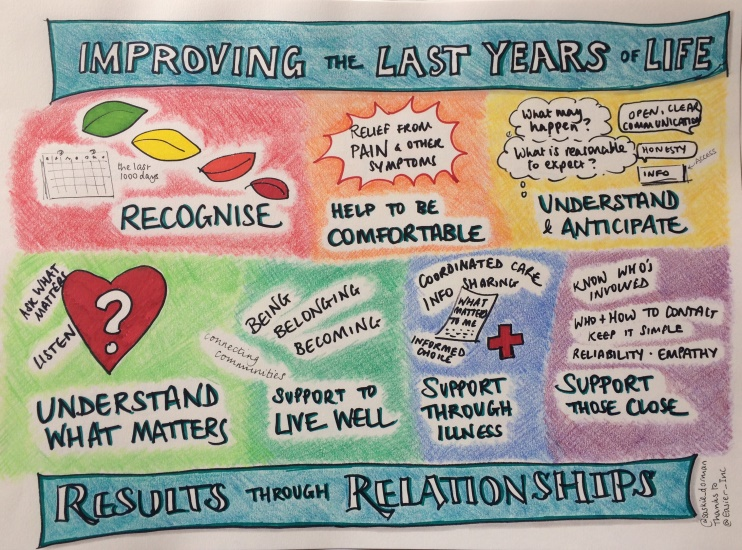 IMPROVING THE LAST YEARS OF LIFE
the last
1000 days
RECOGNISE
RELIEF FROM
PAIN & OTHER
SYMPTOMS
HELP TO BE
COMFORTABLE
What may
happen?
What is reasonable
to expect?
OPEN, CLEAR
COMMUNICATION
HONESTY
INFO
ACCESS
UNDERSTAND
& ANTICIPATE
ASK WHAT
MATTERS
LISTEN
?
UNDERSTAND
WHAT MATTERS
BEING
BELONGING
BECOMING
connecting
communities
SUPPORT TO
LIVE WELL
COORDINATED CARE
INFO SHARING
WHAT
MATTERS
TO ME
INFORMED
CHOICE
SUPPORT
THROUGH
ILLNESS
KNOW WHO'S
INVOLVED
WHO + HOW TO CONTACT
KEEP IT SIMPLE
RELIABILITY · EMPATHY
SUPPORT
THOSE CLOSE
RESULTS THROUGH RELATIONSHIPS
@saskie_dorman
Thanks to
@Easier_Inc